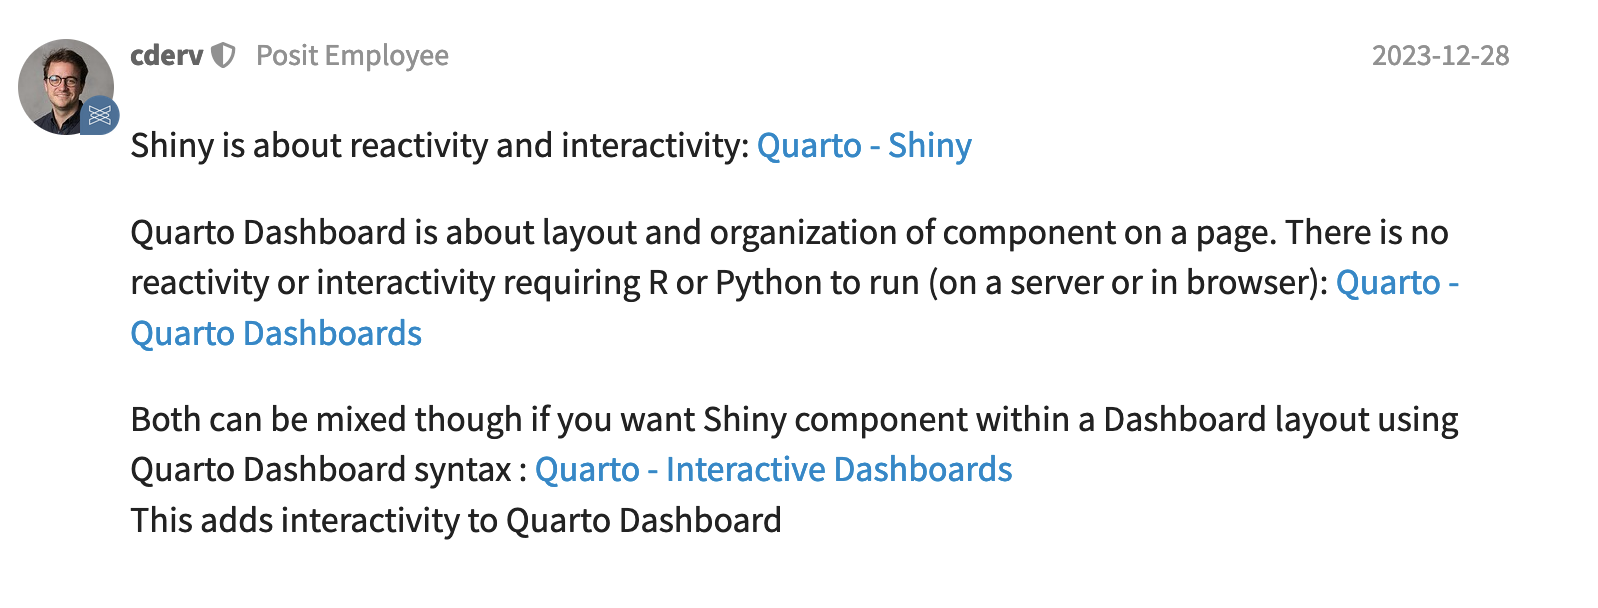 cderv Posit Employee 2023-12-28
Shiny is about reactivity and interactivity: Quarto - Shiny
Quarto Dashboard is about layout and organization of component on a page. There is no
reactivity or interactivity requiring R or Python to run (on a server or in browser): Quarto -
Quarto Dashboards
Both can be mixed though if you want Shiny component within a Dashboard layout using
Quarto Dashboard syntax : Quarto - Interactive Dashboards
This adds interactivity to Quarto Dashboard